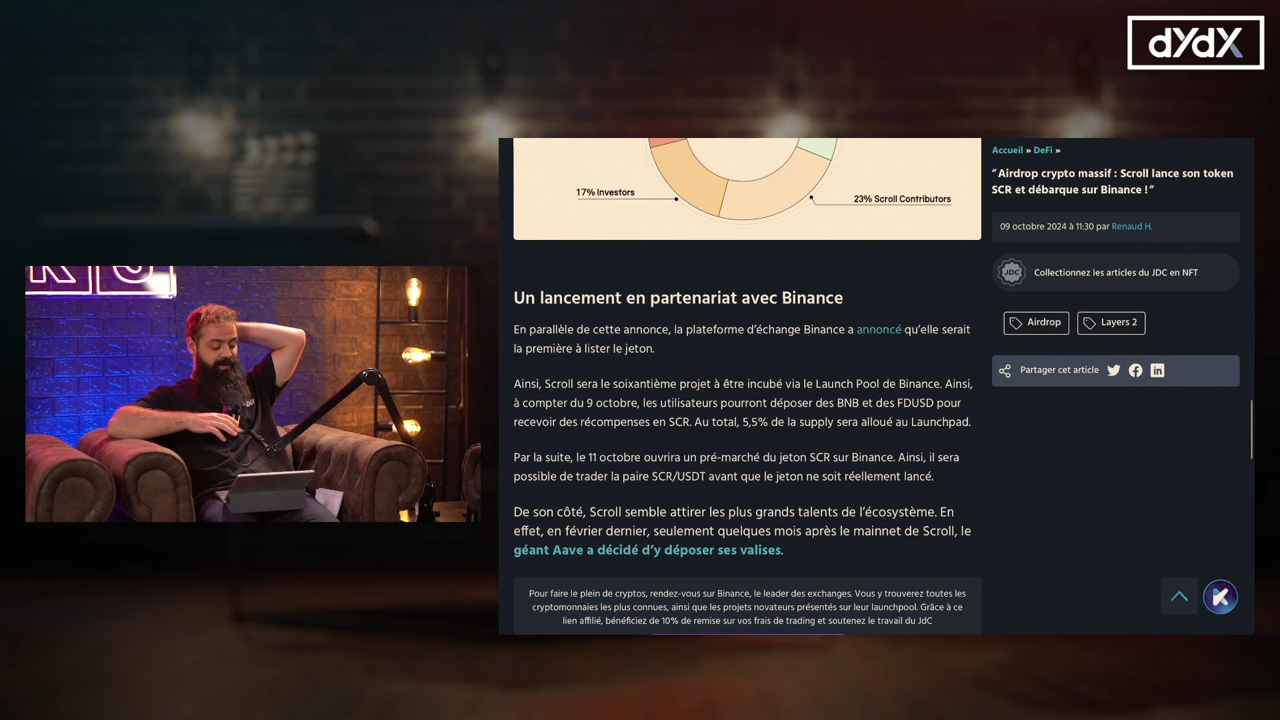 dYdX
17% Investors
23% Scroll Contributors
Un lancement en partenariat avec Binance
En parallèle de cette annonce, la plateforme d'échange Binance a annoncé qu'elle serait
la première à lister le jeton.
Ainsi, Scroll sera le soixantième projet à être incubé via le Launch Pool de Binance. Ainsi,
à compter du 9 octobre, les utilisateurs pourront déposer des BNB et des FDUSD pour
recevoir des récompenses en SCR. Au total, 5,5% de la supply sera alloué au Launchpad.
Par la suite, le 11 octobre ouvrira un pré-marché du jeton SCR sur Binance. Ainsi, il sera
possible de trader la paire SCR/USDT avant que le jeton ne soit réellement lancé.
De son côté, Scroll semble attirer les plus grands talents de l'écosystème. En
effet, en février dernier, seulement quelques mois après le mainnet de Scroll, le
géant Aave a décidé d'y déposer ses valises.
Pour faire le plein de cryptos, rendez-vous sur Binance, le leader des exchanges. Vous y trouverez toutes les
cryptomonnaies les plus connues, ainsi que les projets novateurs présentés sur leur launchpool. Grâce à ce
lien affilié, bénéficiez de 10% de remise sur vos frais de trading et soutenez le travail du JdC
Accueil » DeFi »
"Airdrop crypto massif : Scroll lance son token
SCR et débarque sur Binance !"
09 octobre 2024 à 11:30 par Renaud H.
JDC
Collectionnez les articles du JDC en NFT
Airdrop
Layers 2
Partager cet article